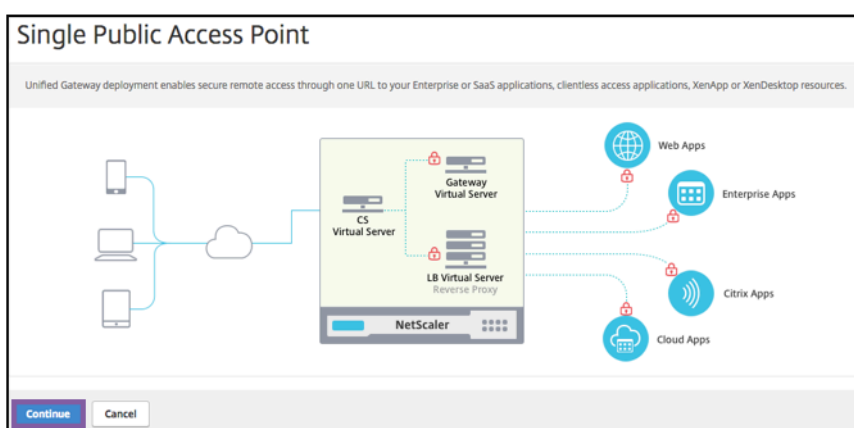 Single Public Access Point
Unified Gateway deployment enables secure remote access through one URL to your Enterprise or SaaS applications, clientless access applications, XenApp or XenDesktop resources.
Web Apps
Gateway
Virtual Server
Enterprise Apps
CS
Virtual Server
LB Virtual Server
Reverse Proxy
Citrix Apps
NetScaler
Cloud Apps
Continue
Cancel